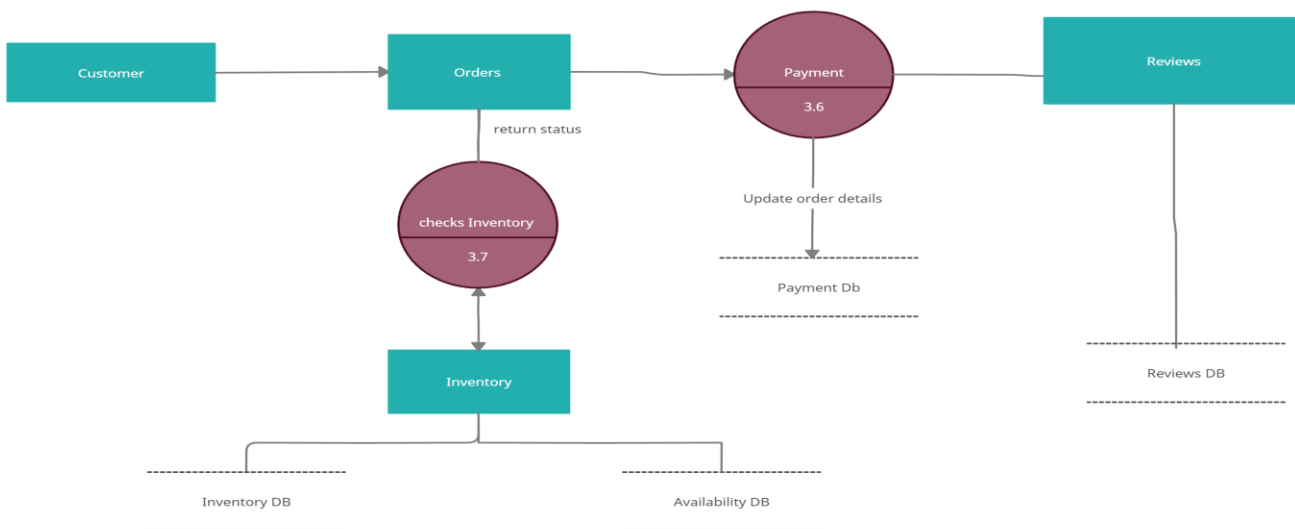 Customer
Orders
Payment
3.6
Reviews
return status
checks Inventory
3.7
Update order details
Payment Db
Inventory
Reviews DB
Inventory DB
Availability DB